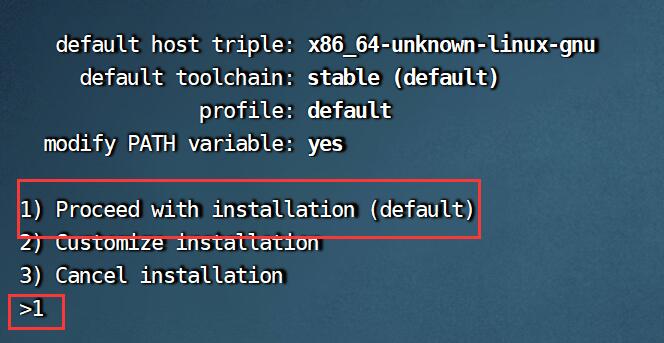 default host triple: x86_64-unknown-linux-gnu
default toolchain: stable (default)
profile: default
modify PATH variable: yes
1) Proceed with installation (default)
2) Customize installation
3) Cancel installation
>1